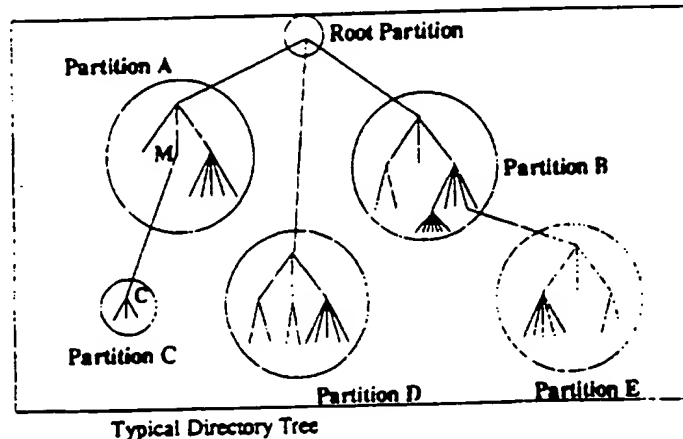 Root Partition
Partition A
M
Partition B
C
Partition C
Partition D
Partition E
Typical Directory Tree